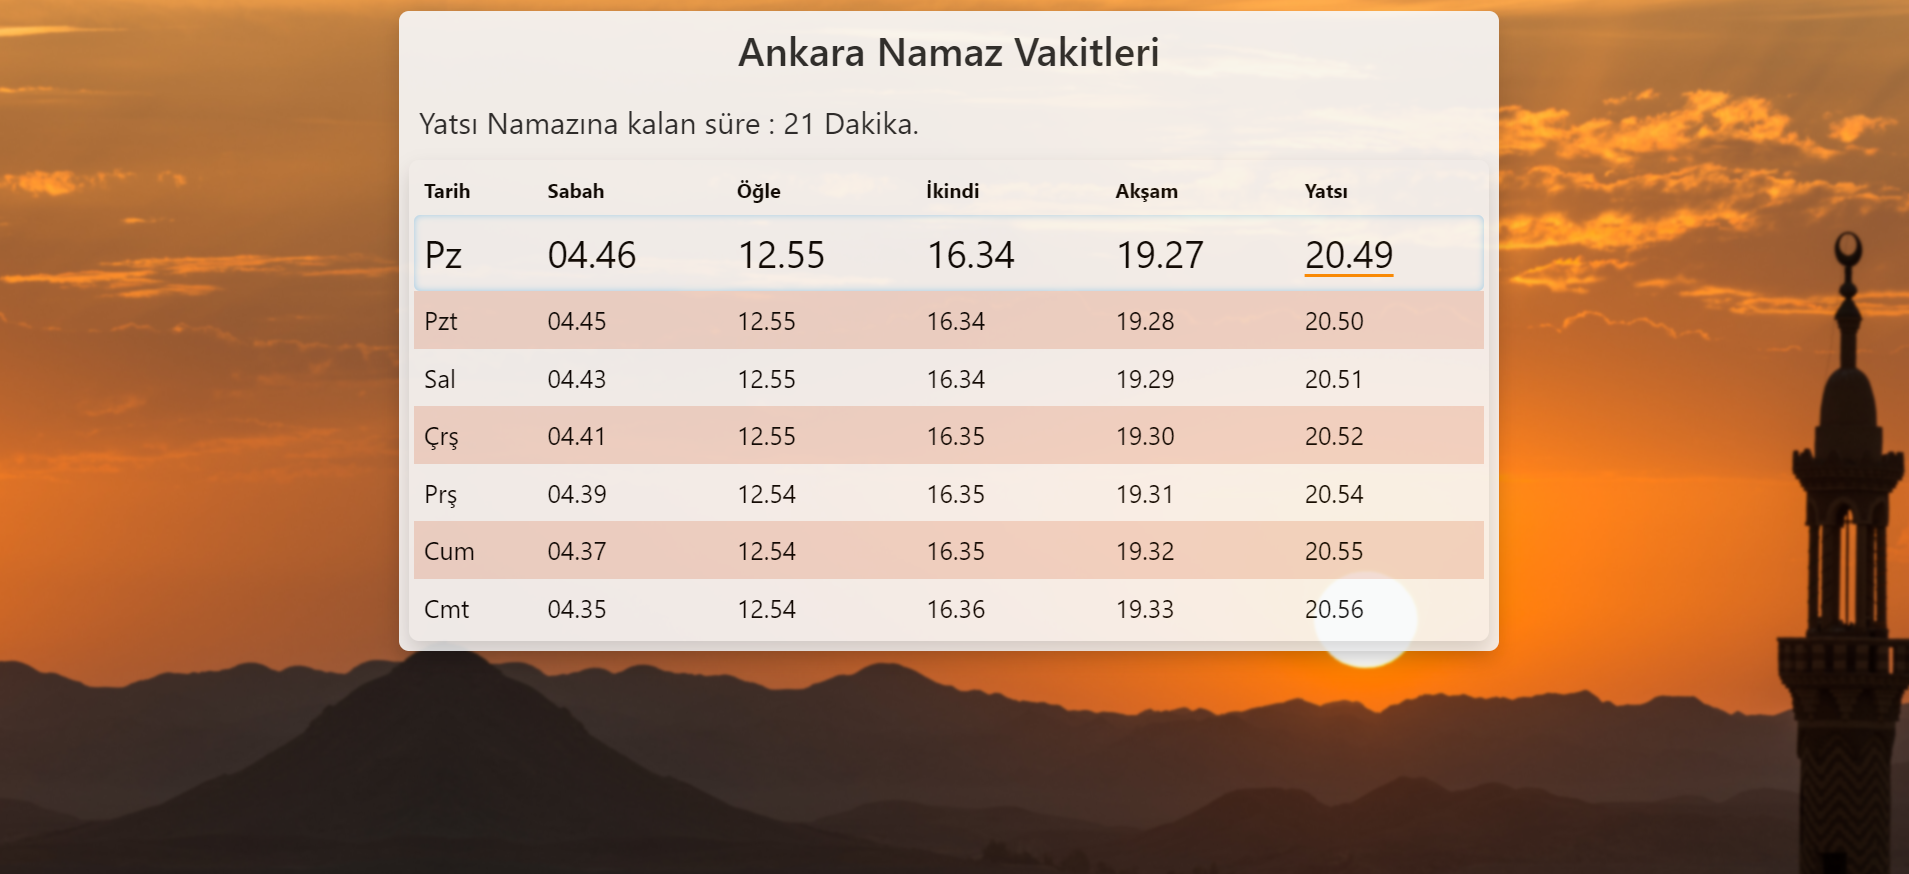 Ankara Namaz Vakitleri
Yatsı Namazına kalan süre : 21 Dakika.
Tarih Sabah Öğle İkindi Akşam Yatsı
Pz 04.46 12.55 16.34 19.27 20.49
Pzt 04.45 12.55 16.34 19.28 20.50
Sal 04.43 12.55 16.34 19.29 20.51
Çrş 04.41 12.55 16.35 19.30 20.52
Prş 04.39 12.54 16.35 19.31 20.54
Cum 04.37 12.54 16.35 19.32 20.55
Cmt 04.35 12.54 16.36 19.33 20.56